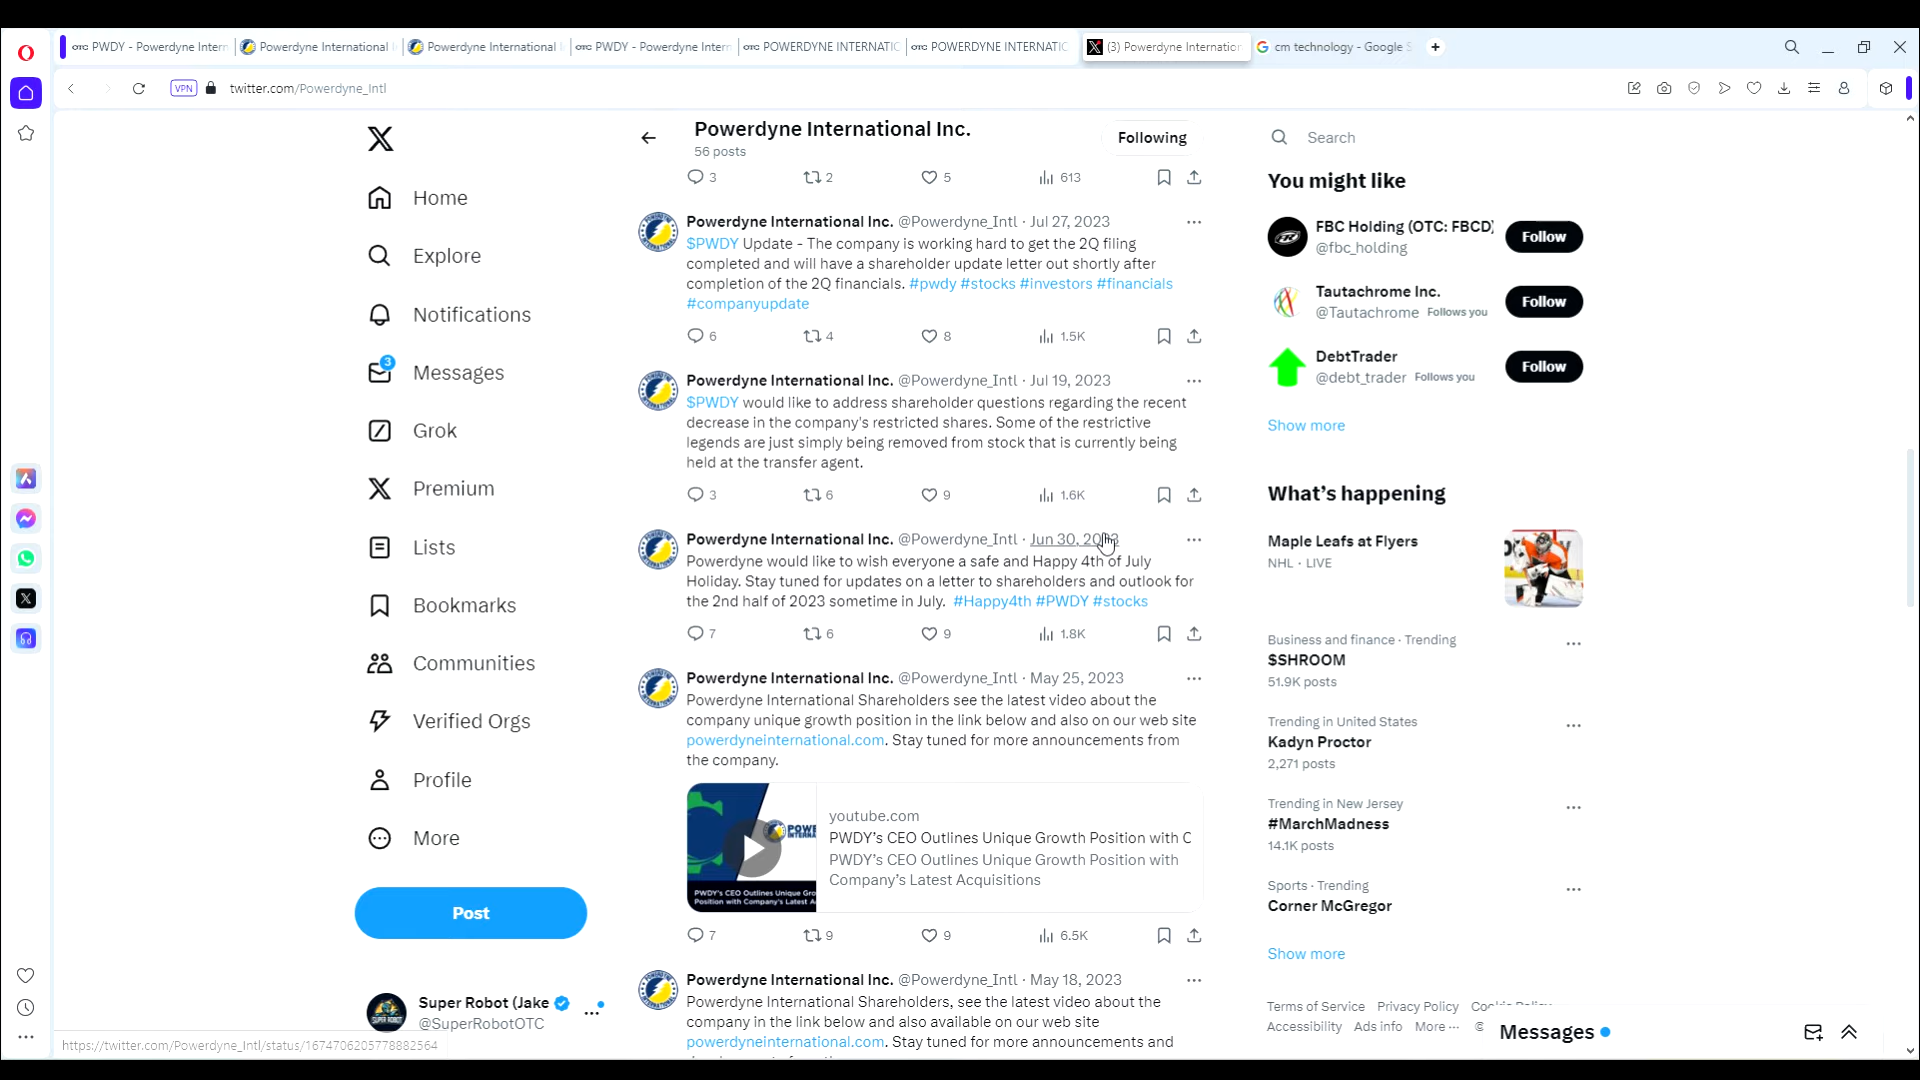 PWDY - Powerdyne Intern
Powerdyne International
Powerdyne International
PWDY - Powerdyne Intern
POWERDYNE INTERNATIC
POWERDYNE INTERNATIC
(3) Powerdyne Internation
cm technology - Google S
VPN
twitter.com/Powerdyne_Intl
Home
Explore
Notifications
3
Messages
Grok
Premium
Lists
Bookmarks
Communities
Verified Orgs
Profile
More
Post
Super Robot (Jake
@SuperRobotOTC
https://twitter.com/Powerdyne_Intl/status/1674706205778882564
Powerdyne International Inc.
56 posts
Following
3 2 5 613
Powerdyne International Inc. @Powerdyne_Intl · Jul 27, 2023
$PWDY Update - The company is working hard to get the 2Q filing
completed and will have a shareholder update letter out shortly after
completion of the 2Q financials. #pwdy #stocks #investors #financials
#companyupdate
6 4 8 1.5K
Powerdyne International Inc. @Powerdyne_Intl · Jul 19, 2023
$PWDY would like to address shareholder questions regarding the recent
decrease in the company's restricted shares. Some of the restrictive
legends are just simply being removed from stock that is currently being
held at the transfer agent.
3 6 9 1.6K
Powerdyne International Inc. @Powerdyne_Intl · Jun 30, 2023
Powerdyne would like to wish everyone a safe and Happy 4th of July
Holiday. Stay tuned for updates on a letter to shareholders and outlook for
the 2nd half of 2023 sometime in July. #Happy4th #PWDY #stocks
7 6 9 1.8K
Powerdyne International Inc. @Powerdyne_Intl · May 25, 2023
Powerdyne International Shareholders see the latest video about the
company unique growth position in the link below and also on our web site
powerdyneinternational.com. Stay tuned for more announcements from
the company.
PWDY's CEO Outlines Unique Gro
Position with Company's Latest A
youtube.com
PWDY's CEO Outlines Unique Growth Position with C
PWDY's CEO Outlines Unique Growth Position with
Company's Latest Acquisitions
7 9 9 6.5K
Powerdyne International Inc. @Powerdyne_Intl · May 18, 2023
Powerdyne International Shareholders, see the latest video about the
company in the link below and also available on our web site
powerdyneinternational.com. Stay tuned for more announcements and
Search
You might like
FBC Holding (OTC: FBCD)
@fbc_holding
Follow
Tautachrome Inc.
@Tautachrome Follows you
Follow
DebtTrader
@debt_trader Follows you
Follow
Show more
What's happening
Maple Leafs at Flyers
NHL · LIVE
Business and finance · Trending
$SHROOM
51.9K posts
Trending in United States
Kadyn Proctor
2,271 posts
Trending in New Jersey
#MarchMadness
14.1K posts
Sports · Trending
Corner McGregor
Show more
Terms of Service Privacy Policy Cookie Policy
Accessibility Ads info More ··· ©
Messages